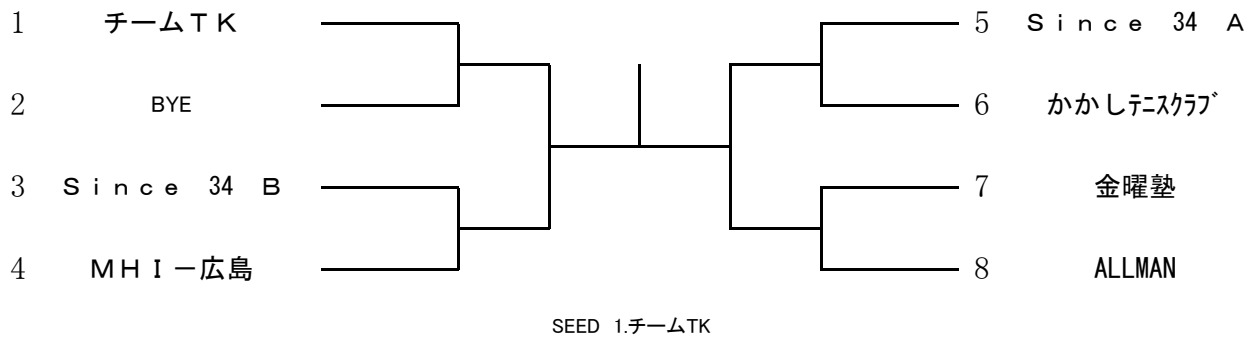 1 チームＴＫ
2 BYE
3 Ｓｉｎｃｅ 34 Ｂ
4 ＭＨＩ－広島
5 Ｓｉｎｃｅ 34 Ａ
6 かかしﾃﾆｽｸﾗﾌﾞ
7 金曜塾
8 ALLMAN
SEED 1.チームTK